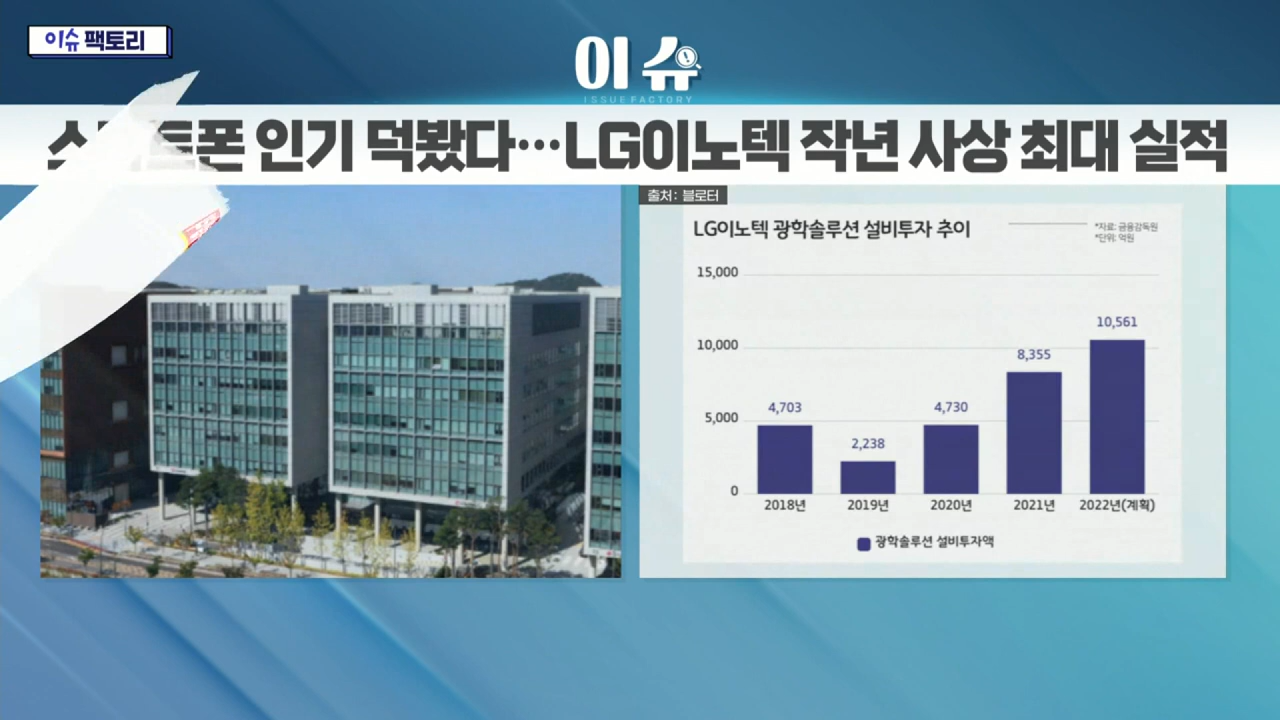 이슈 팩토리
이슈
ISSUE FACTORY
인기 덕봤다…LG이노텍 작년 사상 최대 실적
출처: 블로터
LG이노텍 광학솔루션 설비투자 추이
*자료: 금융감독원
*단위: 억원
15,000
10,000
5,000
0
4,703
2,238
4,730
8,355
10,561
2018년 2019년 2020년 2021년 2022년(계획)
광학솔루션 설비투자액